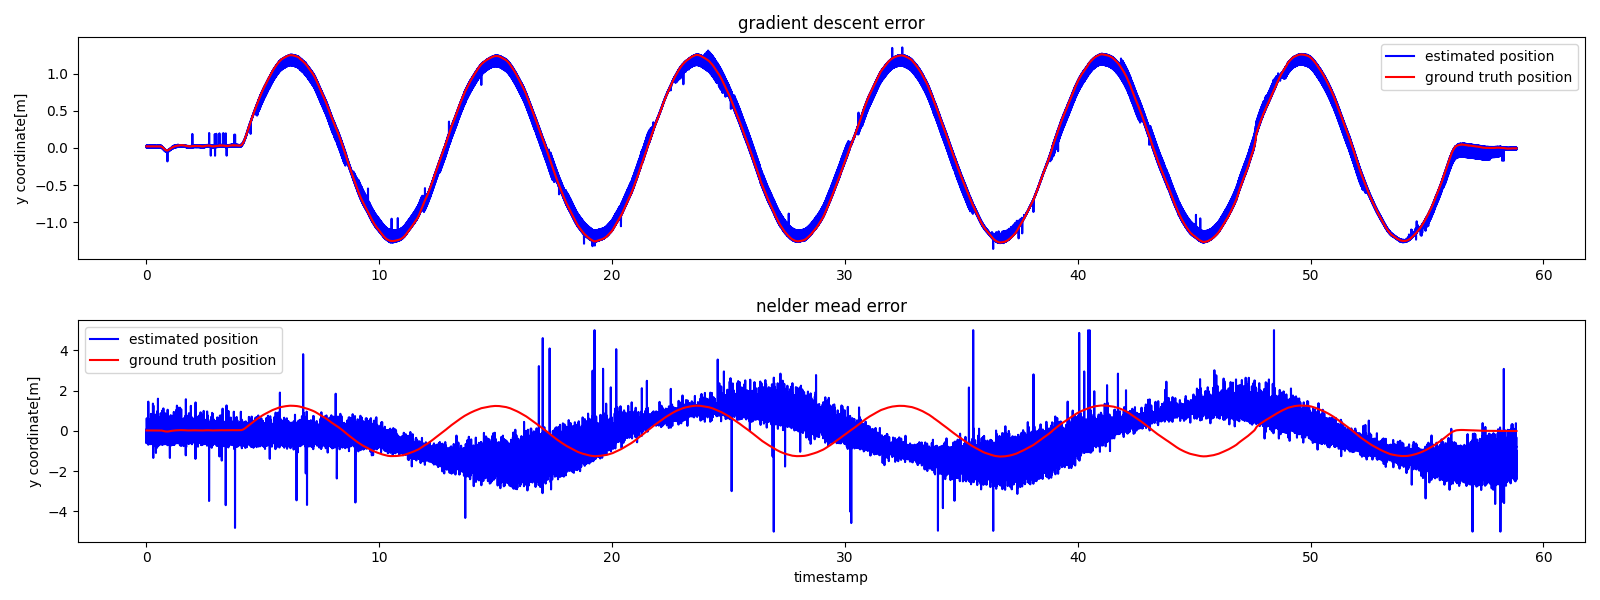 gradient descent error
estimated position
ground truth position
y coordinate[m]
1.0
0.5
0.0
−0.5
−1.0
0 10 20 30 40 50 60
nelder mead error
estimated position
ground truth position
y coordinate[m]
4
2
0
−2
−4
0 10 20 30 40 50 60
timestamp